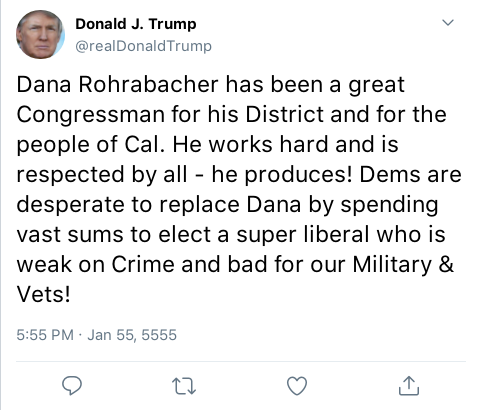 Donald J. Trump
@realDonaldTrump
Dana Rohrabacher has been a great
Congressman for his District and for the
people of Cal. He works hard and is
respected by all - he produces! Dems are
desperate to replace Dana by spending
vast sums to elect a super liberal who is
weak on Crime and bad for our Military &
Vets!
5:55 PM · Jan 55, 5555